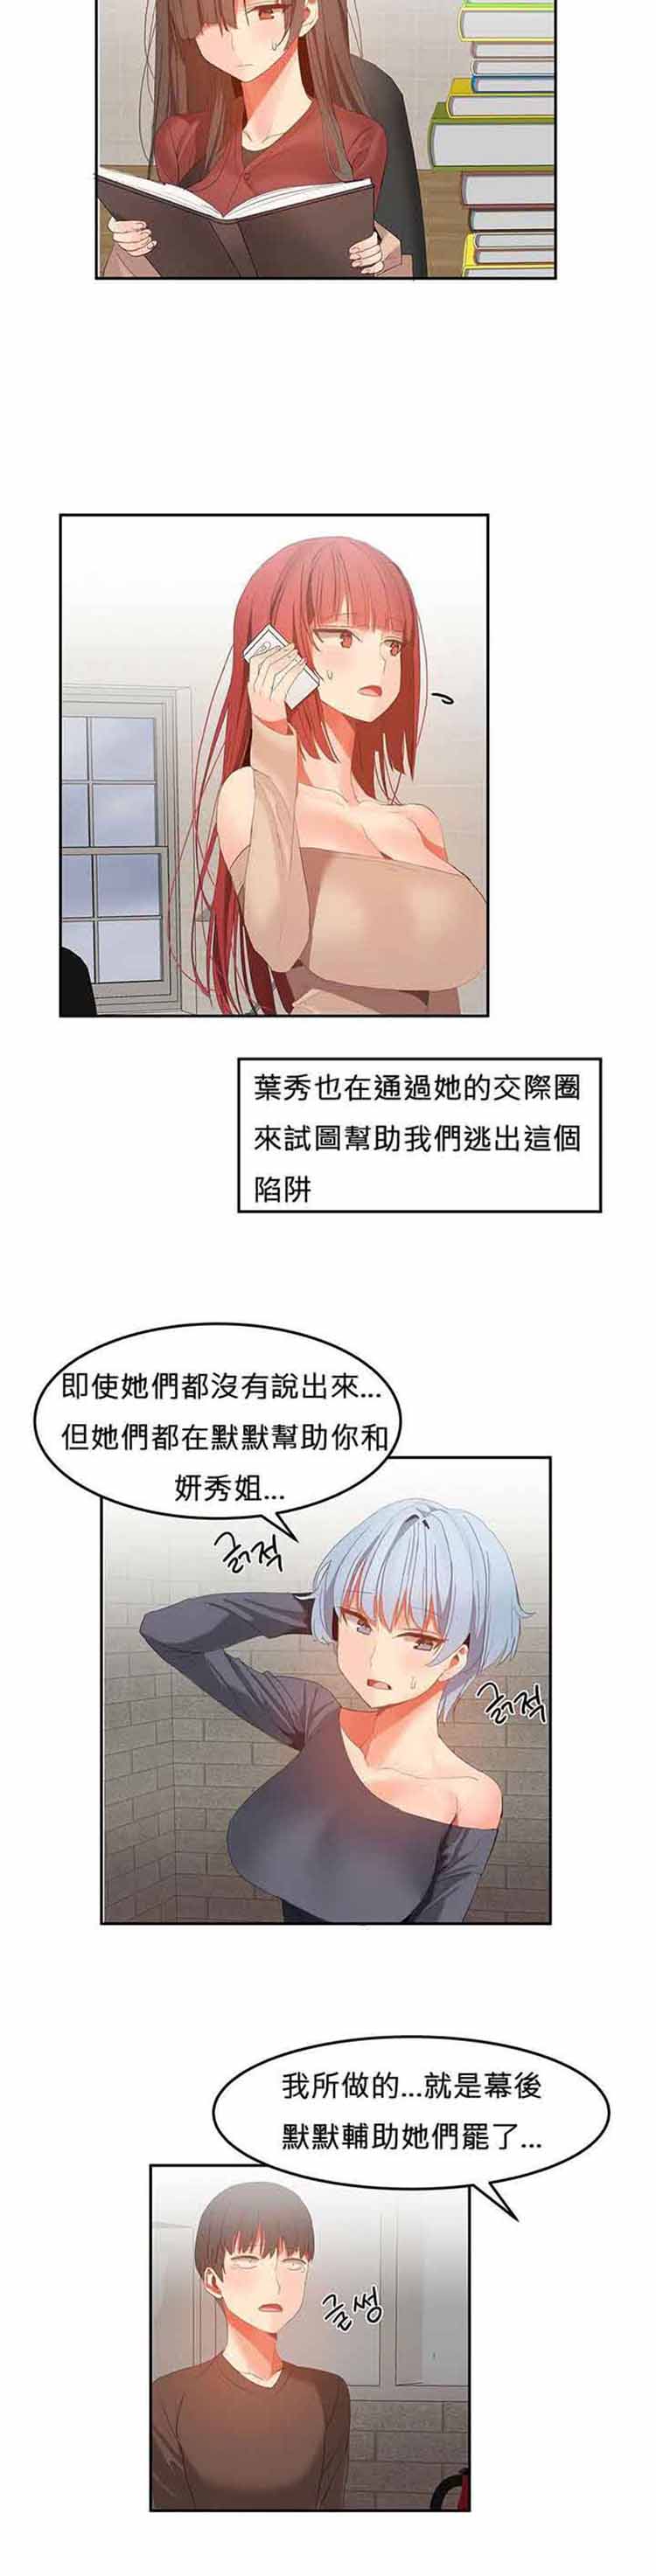 葉秀也在通過她的交際圈
來試圖幫助我們逃出這個
陷阱
即使她們都沒有說出來...
但她們都在默默幫助你和
妍秀姐...
긁적
긁적
我所做的...就是幕後
默默輔助她們罷了...
글썽